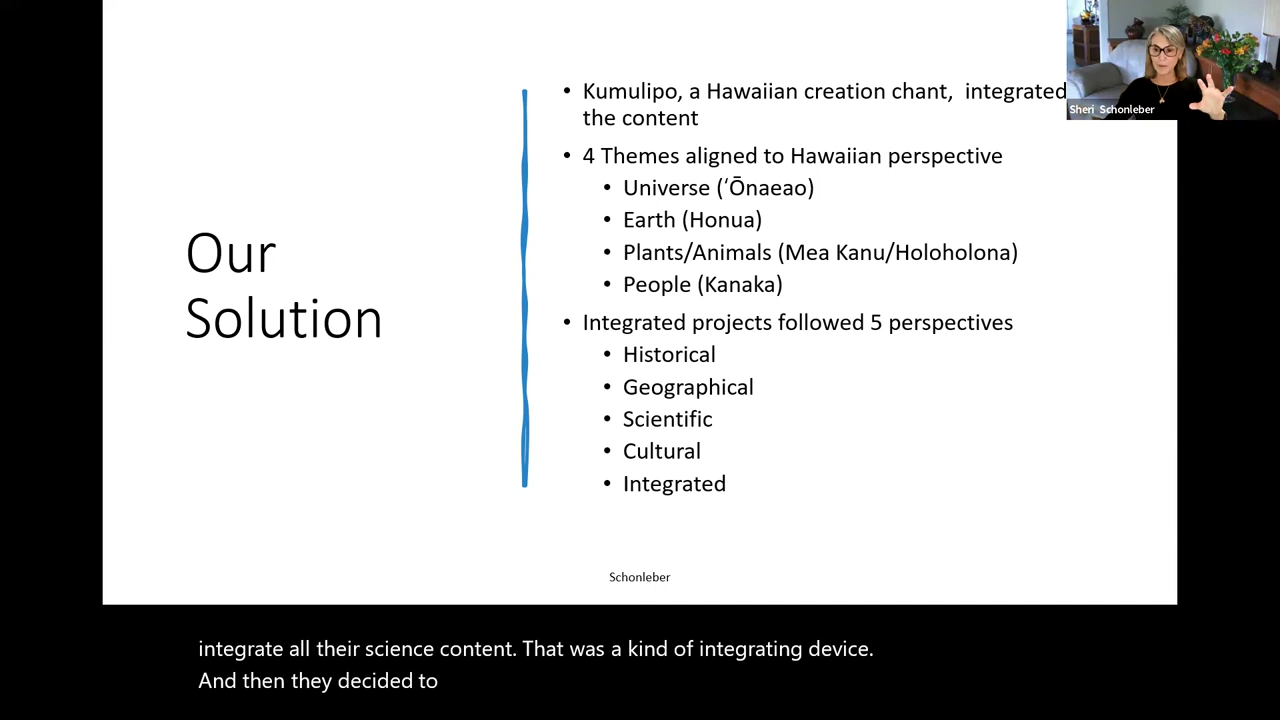 Our
Solution
• Kumulipo, a Hawaiian creation chant,  integrated
the content
• 4 Themes aligned to Hawaiian perspective
• Universe (ʻŌnaeao)
• Earth (Honua)
• Plants/Animals (Mea Kanu/Holoholona)
• People (Kanaka)
• Integrated projects followed 5 perspectives
• Historical
• Geographical
• Scientific
• Cultural
• Integrated
Schonleber
Sheri Schonleber
integrate all their science content. That was a kind of integrating device.
And then they decided to